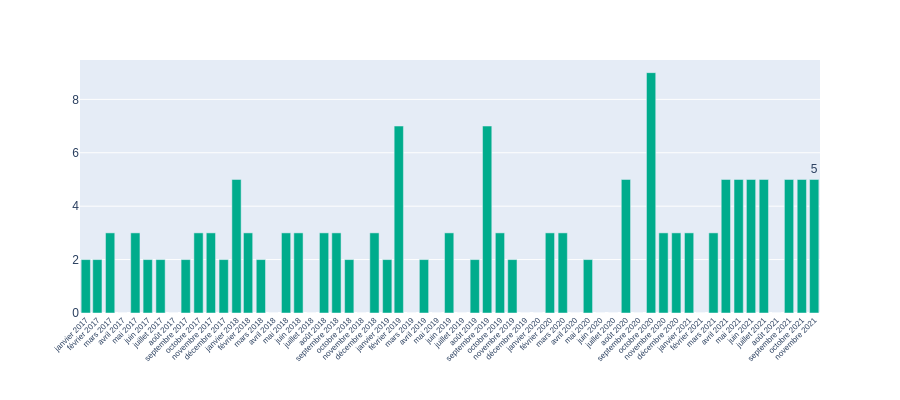 8
6
5
4
2
0
janvier 2017
février 2017
mars 2017
avril 2017
mai 2017
juin 2017
juillet 2017
août 2017
septembre 2017
octobre 2017
novembre 2017
décembre 2017
janvier 2018
février 2018
mars 2018
avril 2018
mai 2018
juin 2018
juillet 2018
août 2018
septembre 2018
octobre 2018
novembre 2018
décembre 2018
janvier 2019
février 2019
mars 2019
avril 2019
mai 2019
juin 2019
juillet 2019
août 2019
septembre 2019
octobre 2019
novembre 2019
décembre 2019
janvier 2020
février 2020
mars 2020
avril 2020
mai 2020
juin 2020
juillet 2020
août 2020
septembre 2020
octobre 2020
novembre 2020
décembre 2020
janvier 2021
février 2021
mars 2021
avril 2021
mai 2021
juin 2021
juillet 2021
août 2021
septembre 2021
octobre 2021
novembre 2021